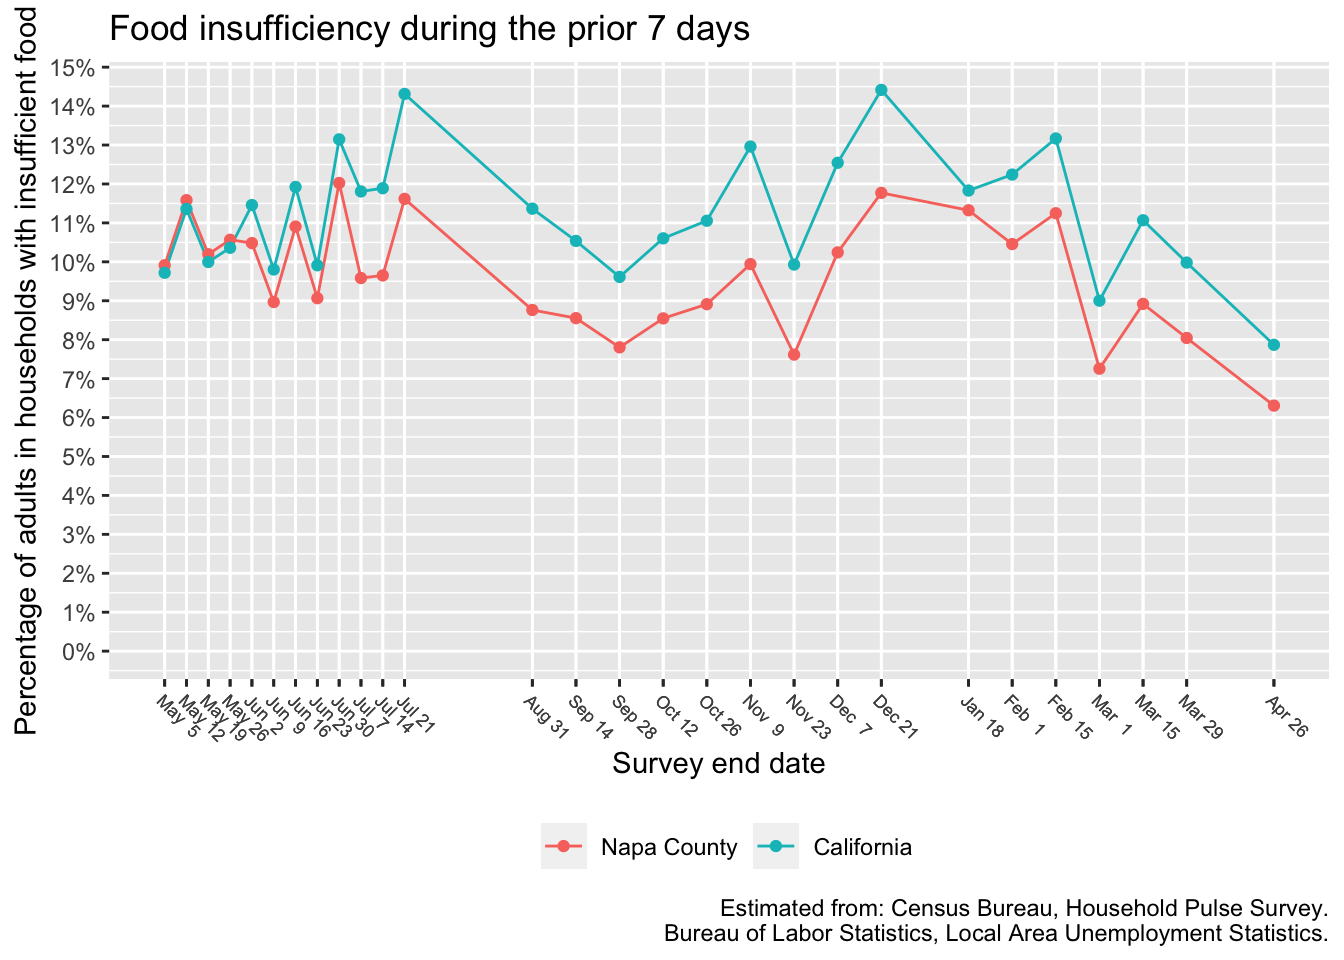 Food insufficiency during the prior 7 days
Percentage of adults in households with insufficient food
15%
14%
13%
12%
11%
10%
9%
8%
7%
6%
5%
4%
3%
2%
1%
0%
May 5
May 12
May 19
May 26
Jun 2
Jun 9
Jun 16
Jun 23
Jun 30
Jul 7
Jul 14
Jul 21
Aug 31
Sep 14
Sep 28
Oct 12
Oct 26
Nov 9
Nov 23
Dec 7
Dec 21
Jan 18
Feb 1
Feb 15
Mar 1
Mar 15
Mar 29
Apr 26
Survey end date
Napa County
California
Estimated from: Census Bureau, Household Pulse Survey.
Bureau of Labor Statistics, Local Area Unemployment Statistics.